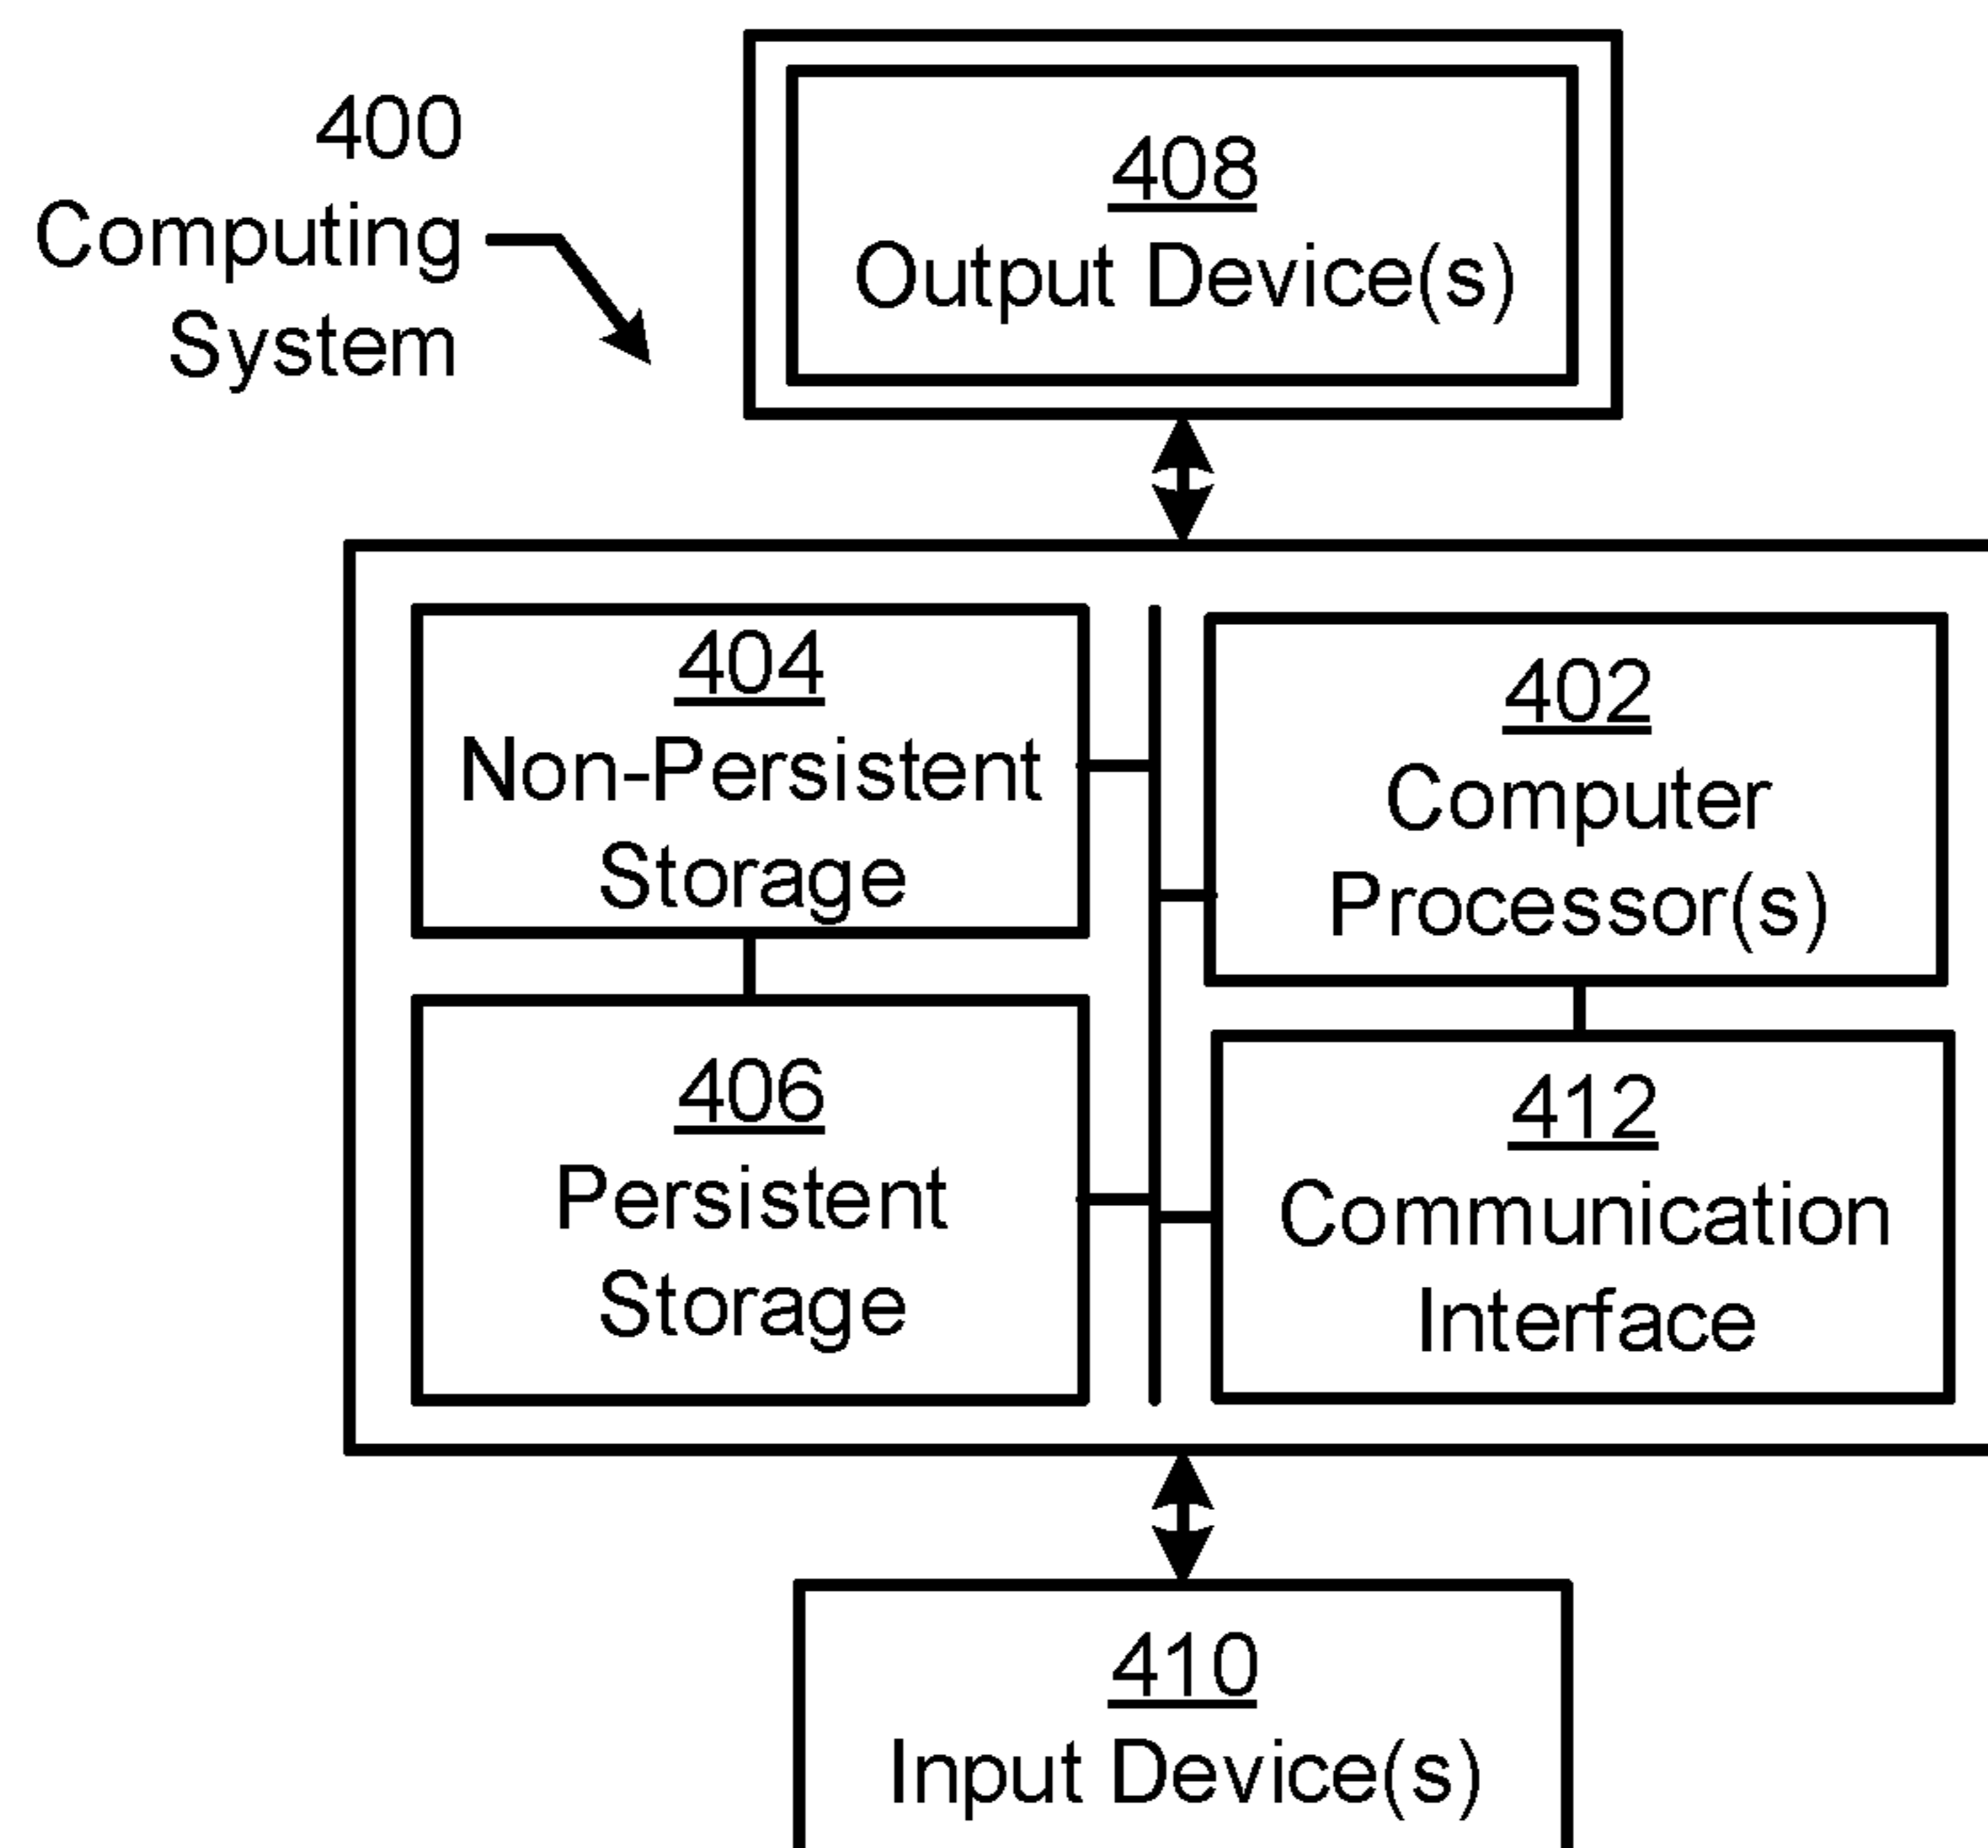 400
Computing
System
408
Output Device(s)
404
Non-Persistent
Storage
402
Computer
Processor(s)
406
Persistent
Storage
412
Communication
Interface
410
Input Device(s)